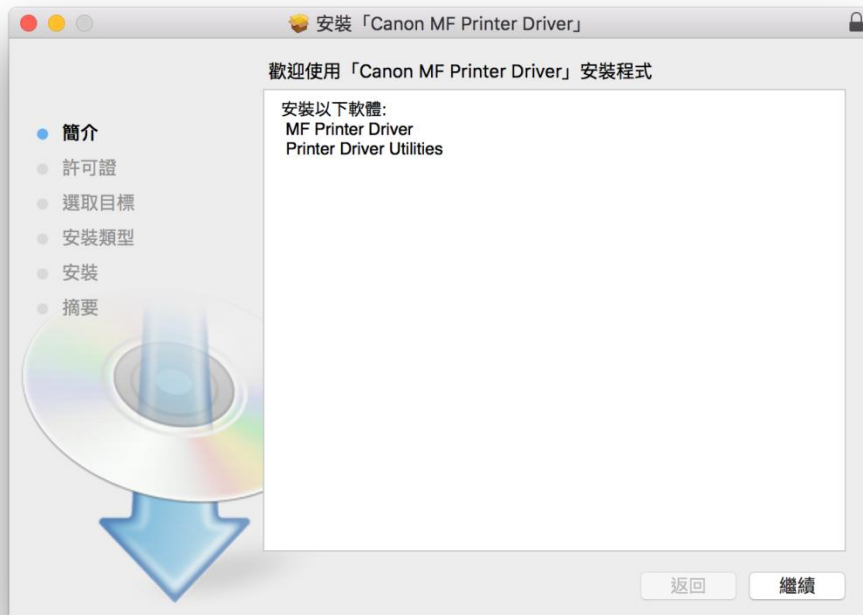 安裝「Canon MF Printer Driver」
歡迎使用「Canon MF Printer Driver」安裝程式
簡介
許可證
選取目標
安裝類型
安裝
摘要
安裝以下軟體:
MF Printer Driver
Printer Driver Utilities
返回
繼續